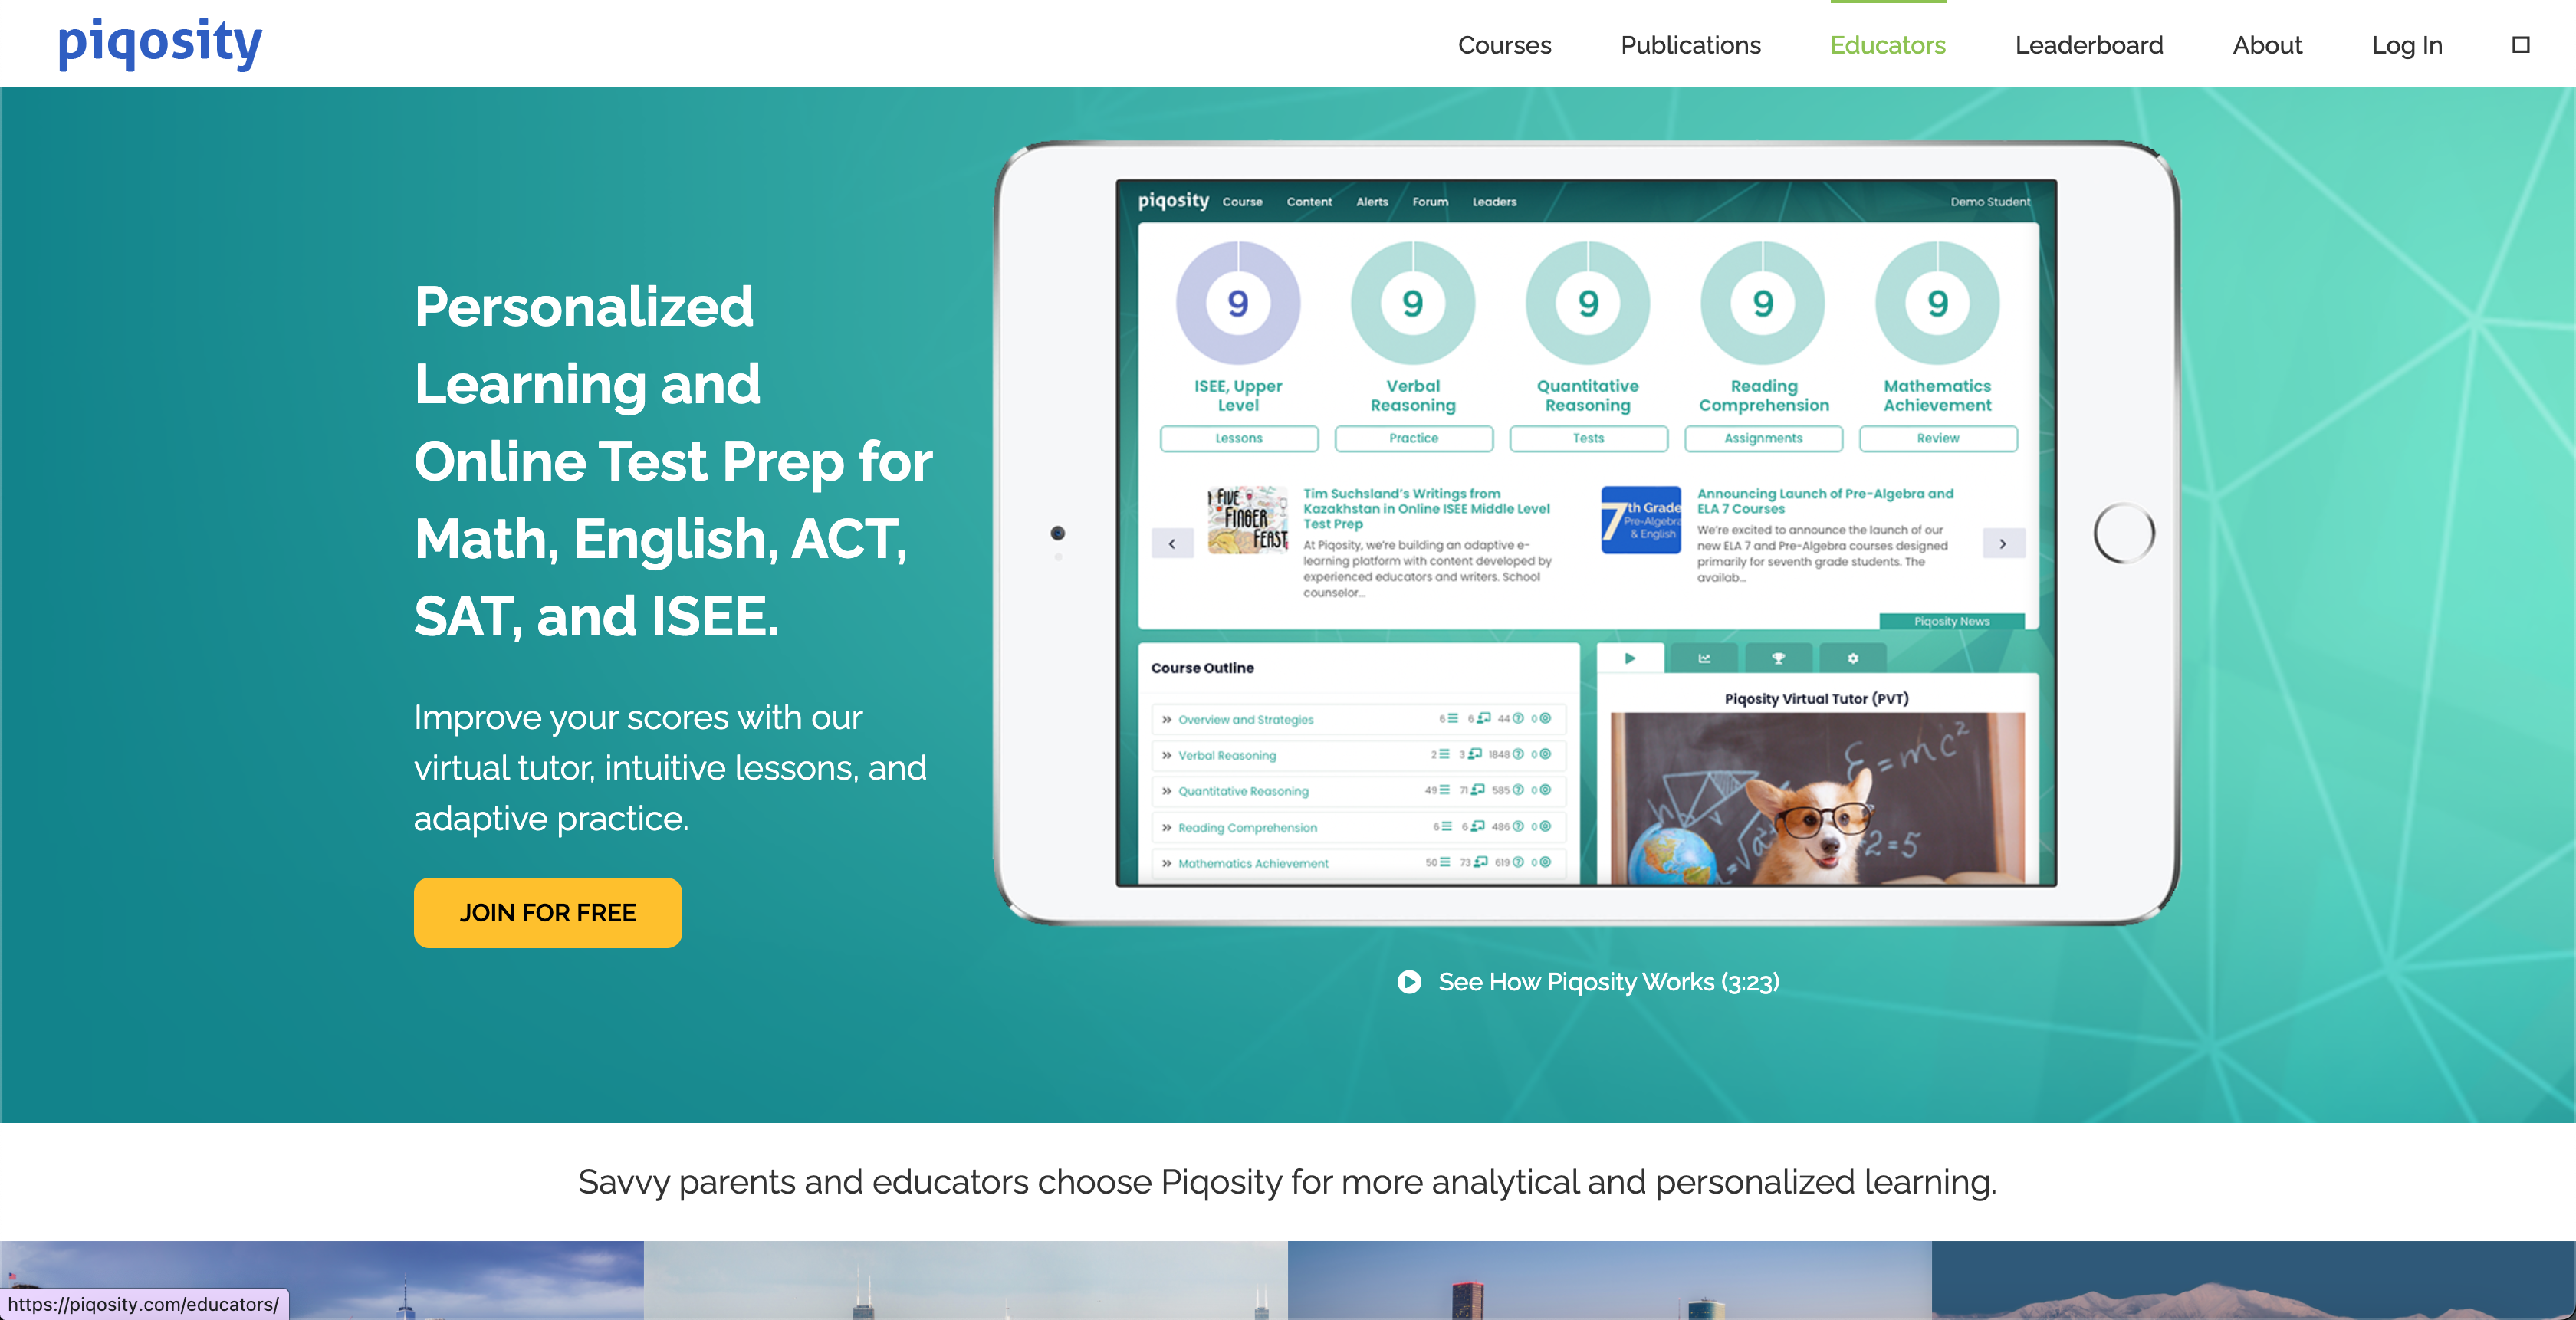 piqosity
Courses Publications Educators Leaderboard About Log In
Personalized
Learning and
Online Test Prep for
Math, English, ACT,
SAT, and ISEE.
Improve your scores with our
virtual tutor, intuitive lessons, and
adaptive practice.
JOIN FOR FREE
piqosity Course Content Alerts Forum Leaders Demo Student
9 9 9 9 9
ISEE, Upper
Level
Verbal
Reasoning
Quantitative
Reasoning
Reading
Comprehension
Mathematics
Achievement
Lessons Practice Tests Assignments Review
FIVE
FINGER
FEAST
Tim Suchsland's Writings from
Kazakhstan in Online ISEE Middle Level
Test Prep
At Piqosity, we're building an adaptive e-
learning platform with content developed by
experienced educators and writers. School
counselor...
7th Grade
Pre-Algebra
& English
Announcing Launch of Pre-Algebra and
ELA 7 Courses
We're excited to announce the launch of our
new ELA 7 and Pre-Algebra courses designed
primarily for seventh grade students. The
availab...
Piqosity News
Course Outline
Overview and Strategies 6 6 44 0
Verbal Reasoning 2 3 1848 0
Quantitative Reasoning 49 71 585 0
Reading Comprehension 6 6 486 0
Mathematics Achievement 50 73 619 0
Piqosity Virtual Tutor (PVT)
E=mc²
2=5
See How Piqosity Works (3:23)
Savvy parents and educators choose Piqosity for more analytical and personalized learning.
https://piqosity.com/educators/